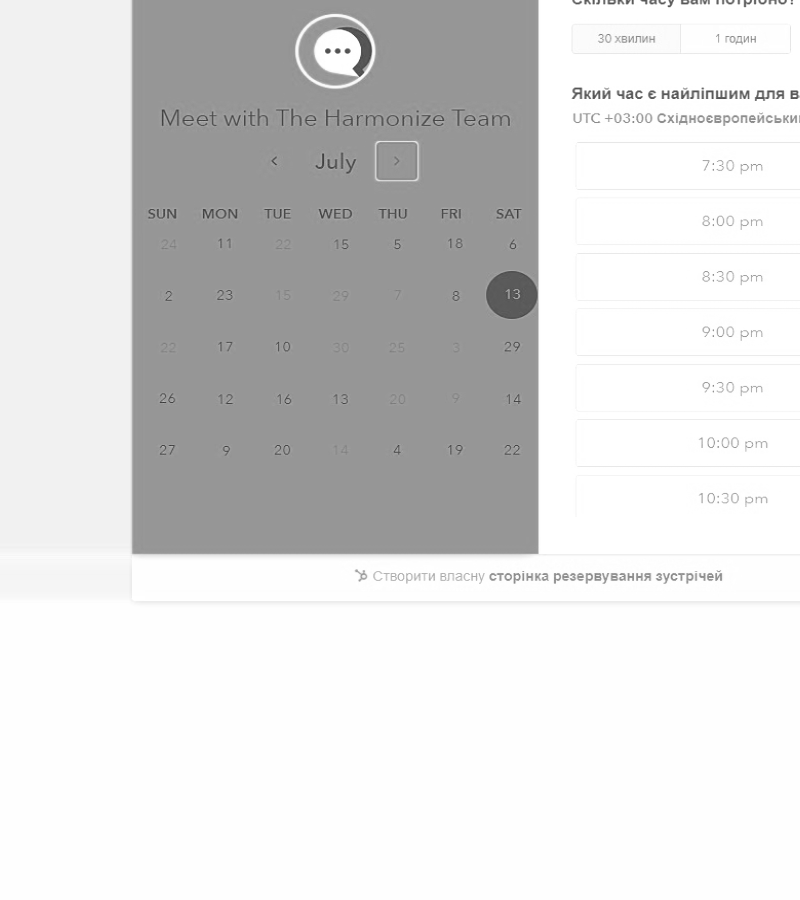 Скільки часу вам потрібно?
30 хвилин 1 годин
Meet with The Harmonize Team
Який час є найліпшим для
UTC +03:00
July
7:30 pm
SUN MON TUE WED THU FRI SAT
8:00 pm
24 11 22 15 5 18 6
8:30 pm
2 23 15 29 7 8 13
9:00 pm
22 17 10 30 25 3 29
9:30 pm
26 12 16 13 20 9 14
10:00 pm
27 9 20 14 4 19 22
10:30 pm
Створити власну сторінка резервування зустрічей